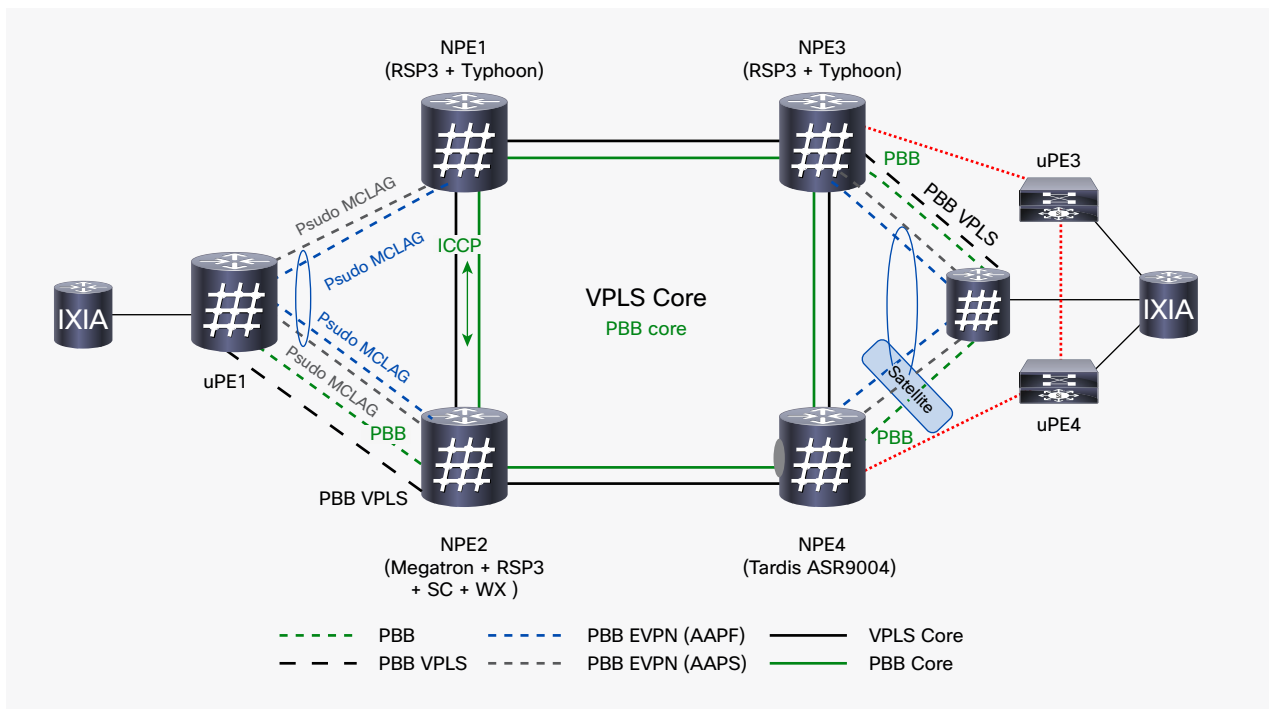 NPE1
(RSP3 + Typhoon)
NPE3
(RSP3 + Typhoon)
uPE3
PBB
PBB VPLS
Psudo MCLAG
Psudo MCLAG
ICCP
VPLS Core
PBB core
IXIA
IXIA
uPE1
Psudo MCLAG
Psudo MCLAG
PBB
PBB VPLS
Satellite
PBB
uPE4
NPE2
(Megatron + RSP3
+ SC + WX )
NPE4
(Tardis ASR9004)
PBB
PBB EVPN (AAPF)
VPLS Core
PBB VPLS
PBB EVPN (AAPS)
PBB Core